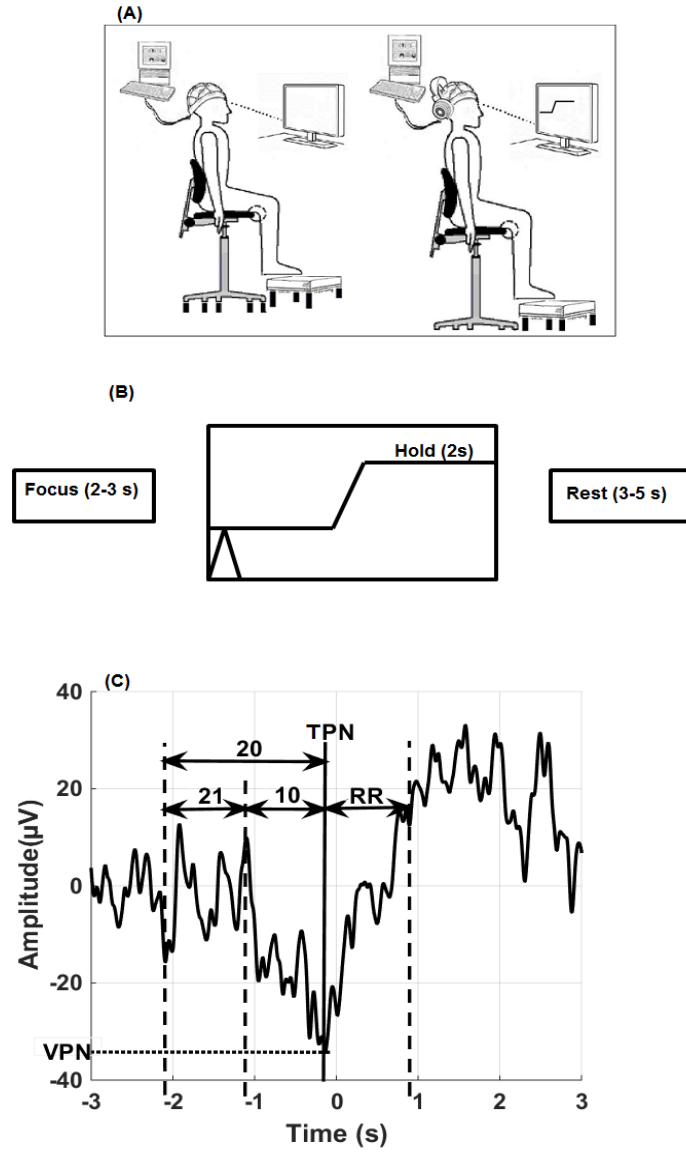 (A)
(B)
Hold (2s)
Focus (2-3 s)
Rest (3-5 s)
(C)
40
TPN
20
21 10 RR
20
0
-20
VPN
-40
-3 -2 -1 0 1 2 3
Amplitude(µV)
Time (s)